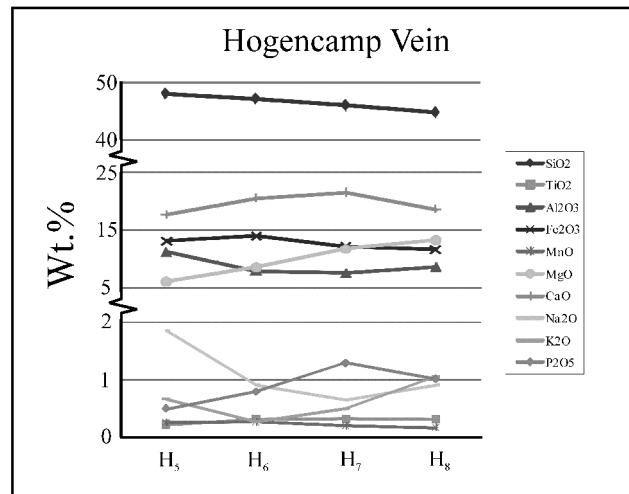 Hogencamp Vein
Wt.%
50
40
25
15
5
2
1
0
H₅ H₆ H₇ H₈
SiO2
TiO2
Al2O3
Fe2O3
MnO
MgO
CaO
Na2O
K2O
P2O5